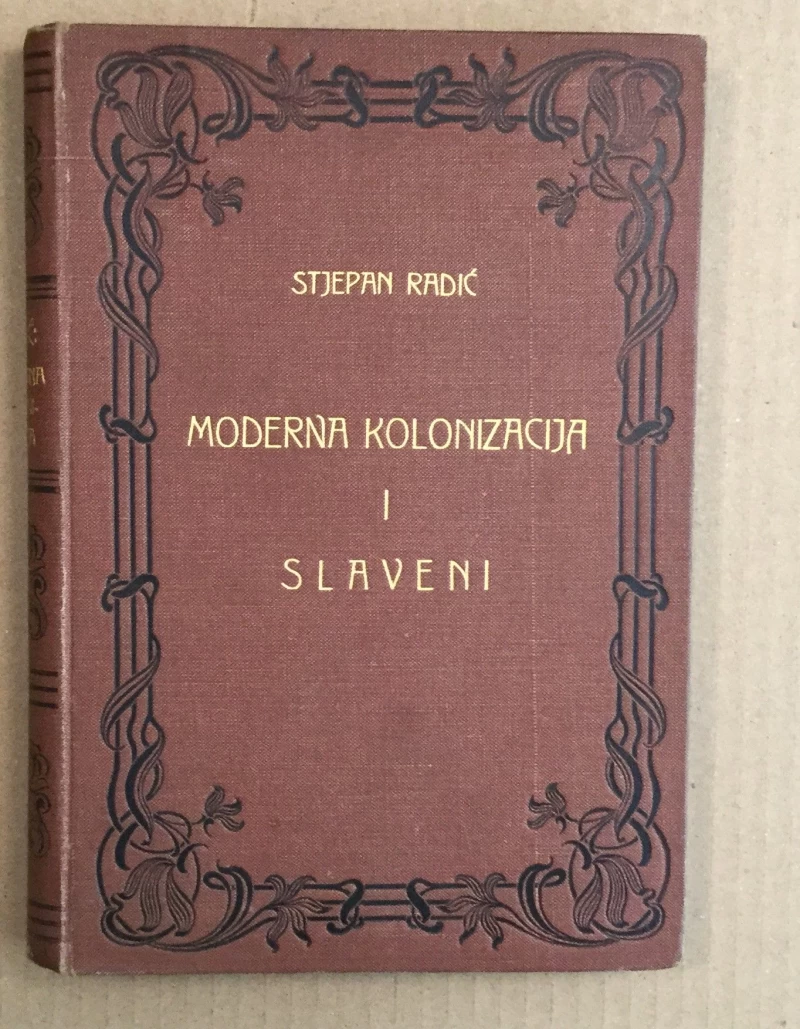 STJEPAN RADIĆ
MODERNA KOLONIZACIJA
I
SLAVENI